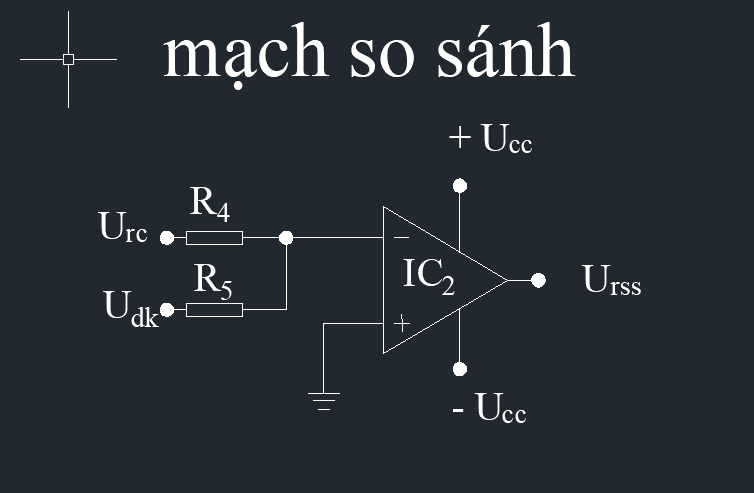 mạch so sánh
+ Ucc
R4
Urc
−
R5
IC2
Urss
Udk
+
- Ucc